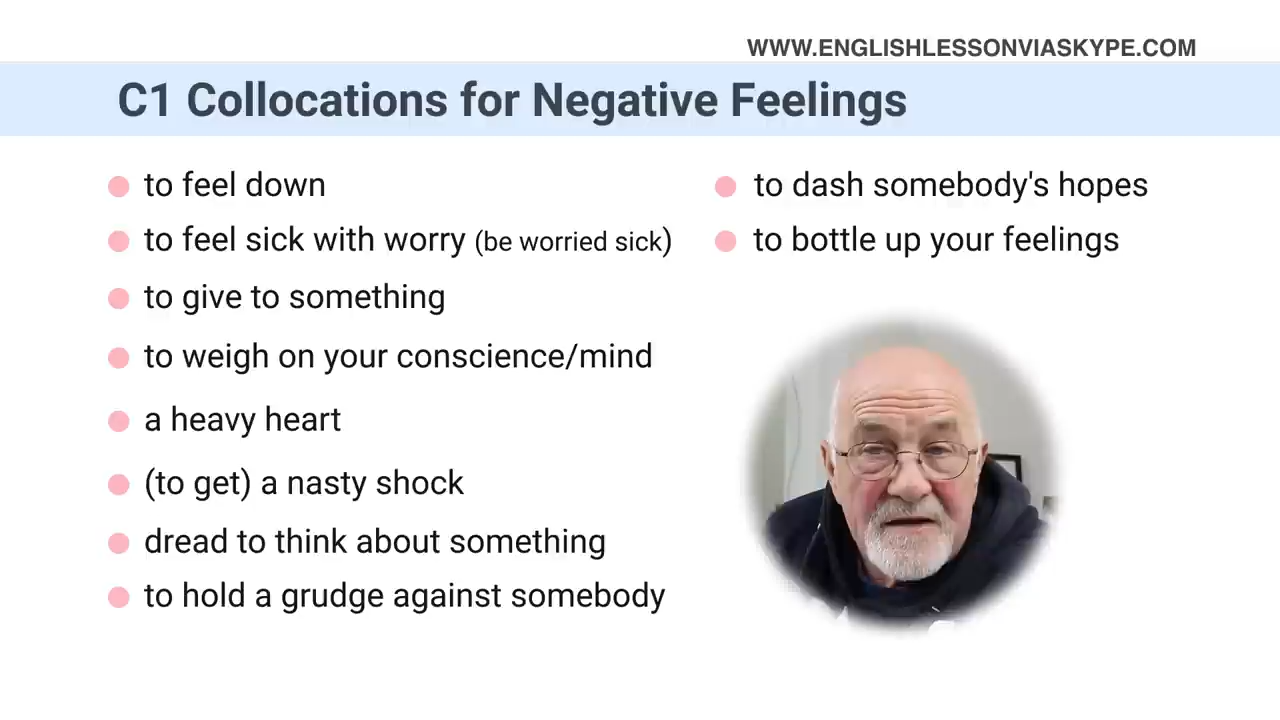 WWW.ENGLISHLESSONVIASKYPE.COM
C1 Collocations for Negative Feelings
to feel down
to feel sick with worry (be worried sick)
to give to something
to weigh on your conscience/mind
a heavy heart
(to get) a nasty shock
dread to think about something
to hold a grudge against somebody
to dash somebody's hopes
to bottle up your feelings